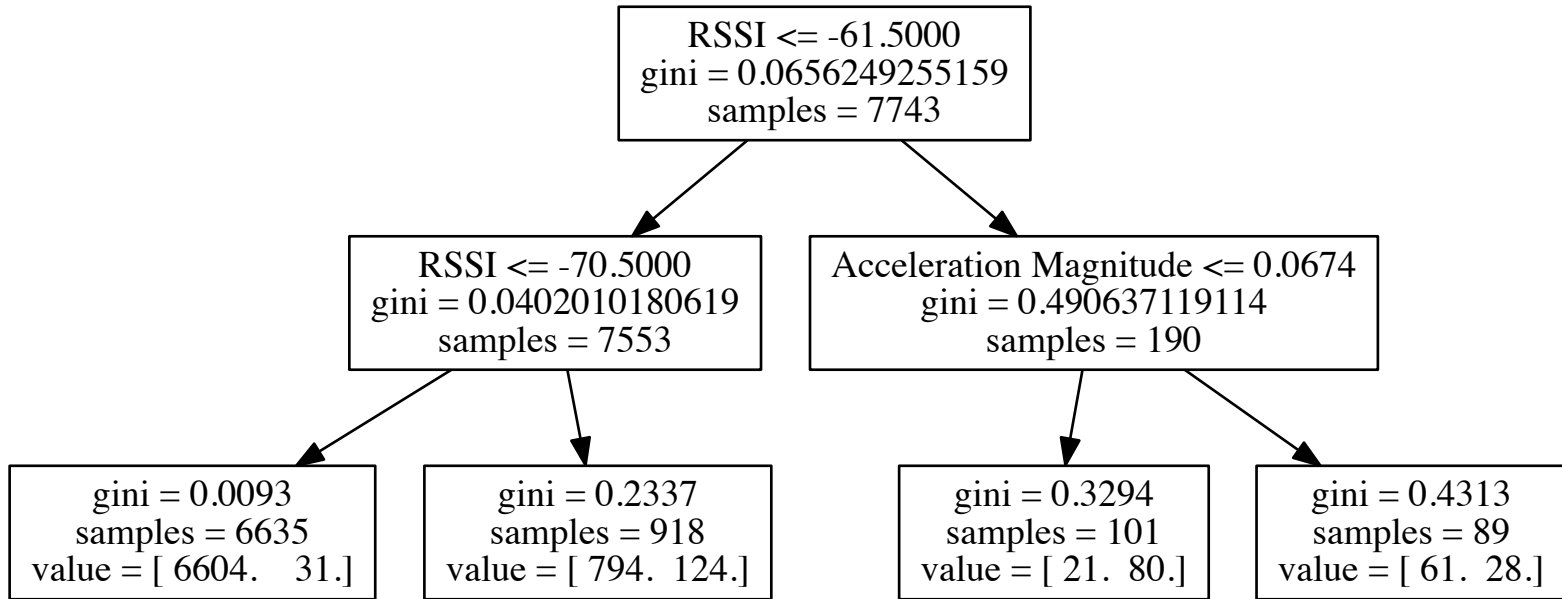 RSSI <= -61.5000
gini = 0.0656249255159
samples = 7743
RSSI <= -70.5000
gini = 0.0402010180619
samples = 7553
Acceleration Magnitude <= 0.0674
gini = 0.490637119114
samples = 190
gini = 0.0093
samples = 6635
value = [ 6604.    31.]
gini = 0.2337
samples = 918
value = [ 794.  124.]
gini = 0.3294
samples = 101
value = [ 21.  80.]
gini = 0.4313
samples = 89
value = [ 61.  28.]